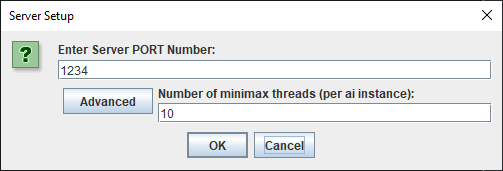 Server Setup
?
Enter Server PORT Number:
1234
Advanced
Number of minimax threads (per ai instance):
10
OK Cancel